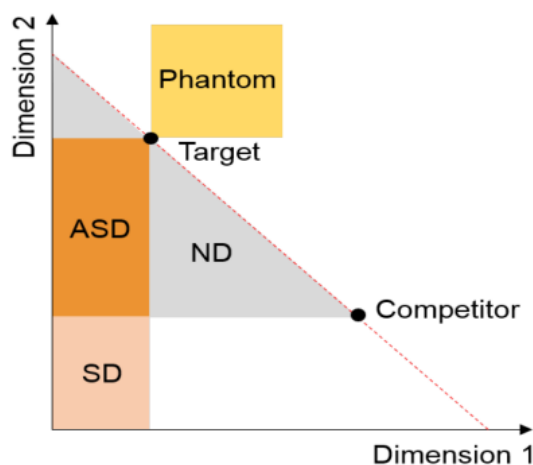 Dimension 2
Phantom
Target
ASD
ND
Competitor
SD
Dimension 1